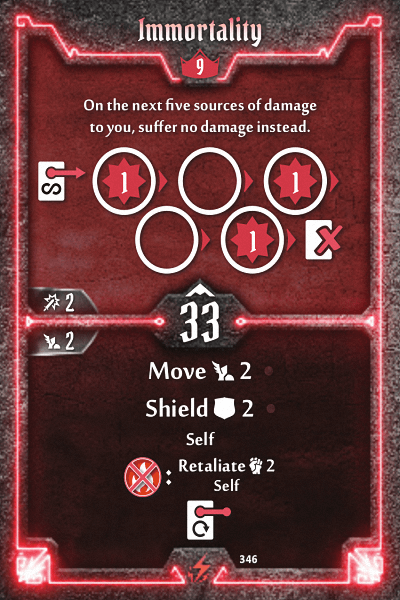 Immortality
9
On the next five sources of damage
to you, suffer no damage instead.
1 1
1
2
33
2
Move 2
Shield 2
Self
: Retaliate 2
Self
346